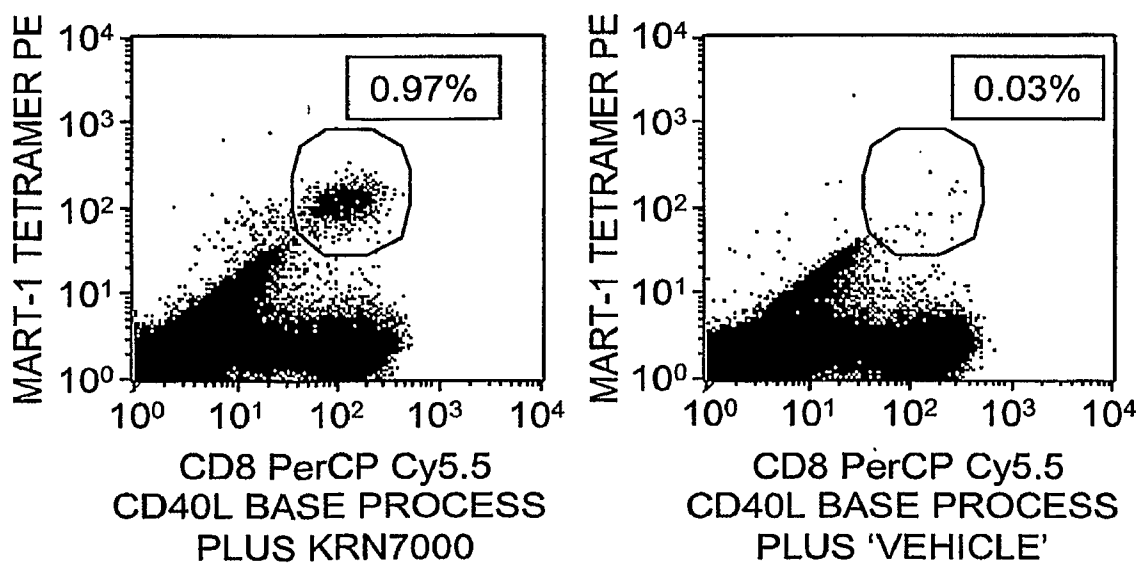 MART-1 TETRAMER PE
10⁴
10³
10²
10¹
10⁰
0.97%
10⁰ 10¹ 10² 10³ 10⁴
CD8 PerCP Cy5.5
CD40L BASE PROCESS
PLUS KRN7000
MART-1 TETRAMER PE
10⁴
10³
10²
10¹
10⁰
0.03%
10⁰ 10¹ 10² 10³ 10⁴
CD8 PerCP Cy5.5
CD40L BASE PROCESS
PLUS ‘VEHICLE’